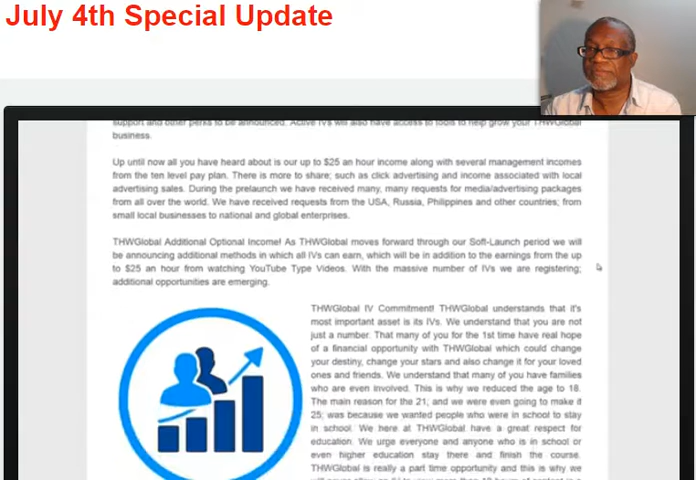 July 4th Special Update
support and other perks to be announced. Active IVs will also have access to tools to help grow your THWGlobal
business.
Up until now all you have heard about is our up to $25 an hour income along with several management incomes
from the ten level pay plan. There is more to share; such as click advertising and income associated with local
advertising sales. During the prelaunch we have received many, many requests for media/advertising packages
from all over the world. We have received requests from the USA, Russia, Philippines and other countries; from
small local businesses to national and global enterprises.
THWGlobal Additional Optional Income! As THWGlobal moves forward through our Soft-Launch period we will
be announcing additional methods in which all IVs can earn, which will be in addition to the earnings from the up
to $25 an hour from watching YouTube Type Videos. With the massive number of IVs we are registering;
additional opportunities are emerging.
THWGlobal IV Commitment! THWGlobal understands that it's
most important asset is its IVs. We understand that you are not
just a number. That many of you for the 1st time have real hope
of a financial opportunity with THWGlobal which could change
your destiny, change your stars and also change it for your loved
ones and friends. We understand that many of you have families
who are even involved. This is why we reduced the age to 18.
The main reason for the 21; and we were even going to make it
25; was because we wanted people who were in school to stay
in school. We here at THWGlobal have a great respect for
education. We urge everyone and anyone who is in school or
even higher education stay there and finish the course.
THWGlobal is really a part time opportunity and this is why we